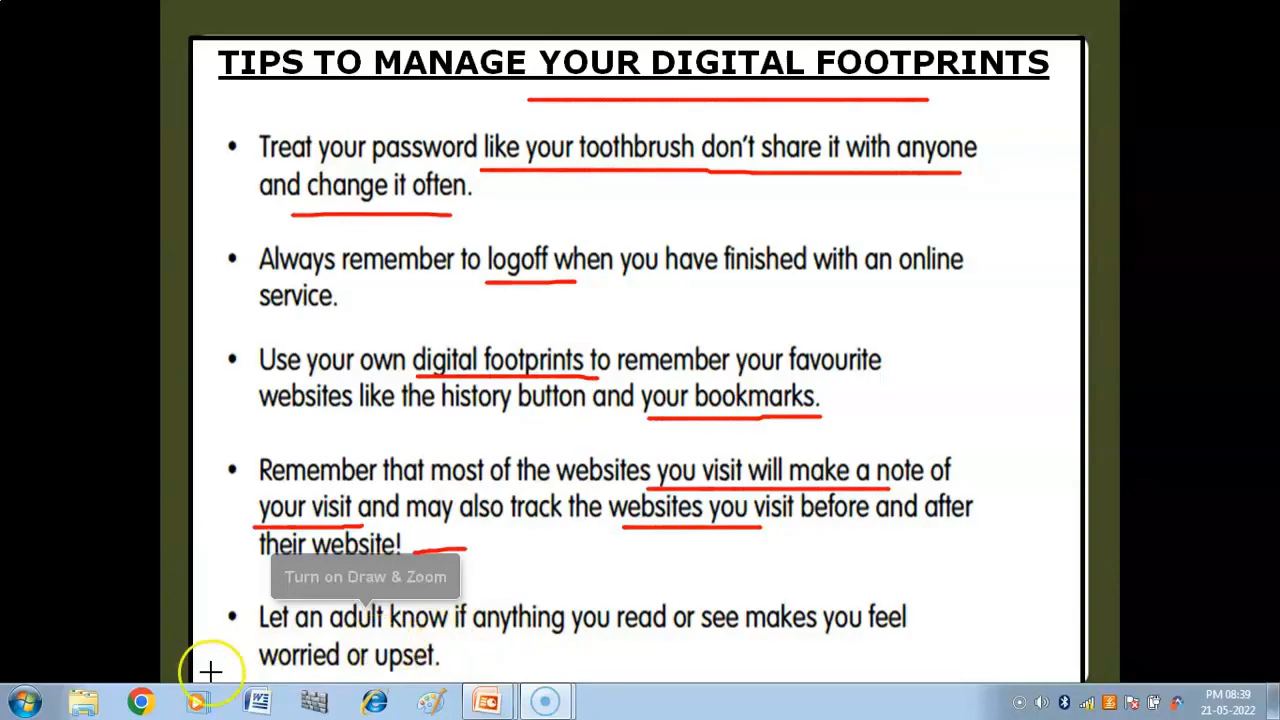 TIPS TO MANAGE YOUR DIGITAL FOOTPRINTS
• Treat your password like your toothbrush don't share it with anyone
and change it often.
• Always remember to logoff when you have finished with an online
service.
• Use your own digital footprints to remember your favourite
websites like the history button and your bookmarks.
• Remember that most of the websites you visit will make a note of
your visit and may also track the websites you visit before and after
their website!
Turn on Draw & Zoom
• Let an adult know if anything you read or see makes you feel
worried or upset.
PM 08:39
21-05-2022